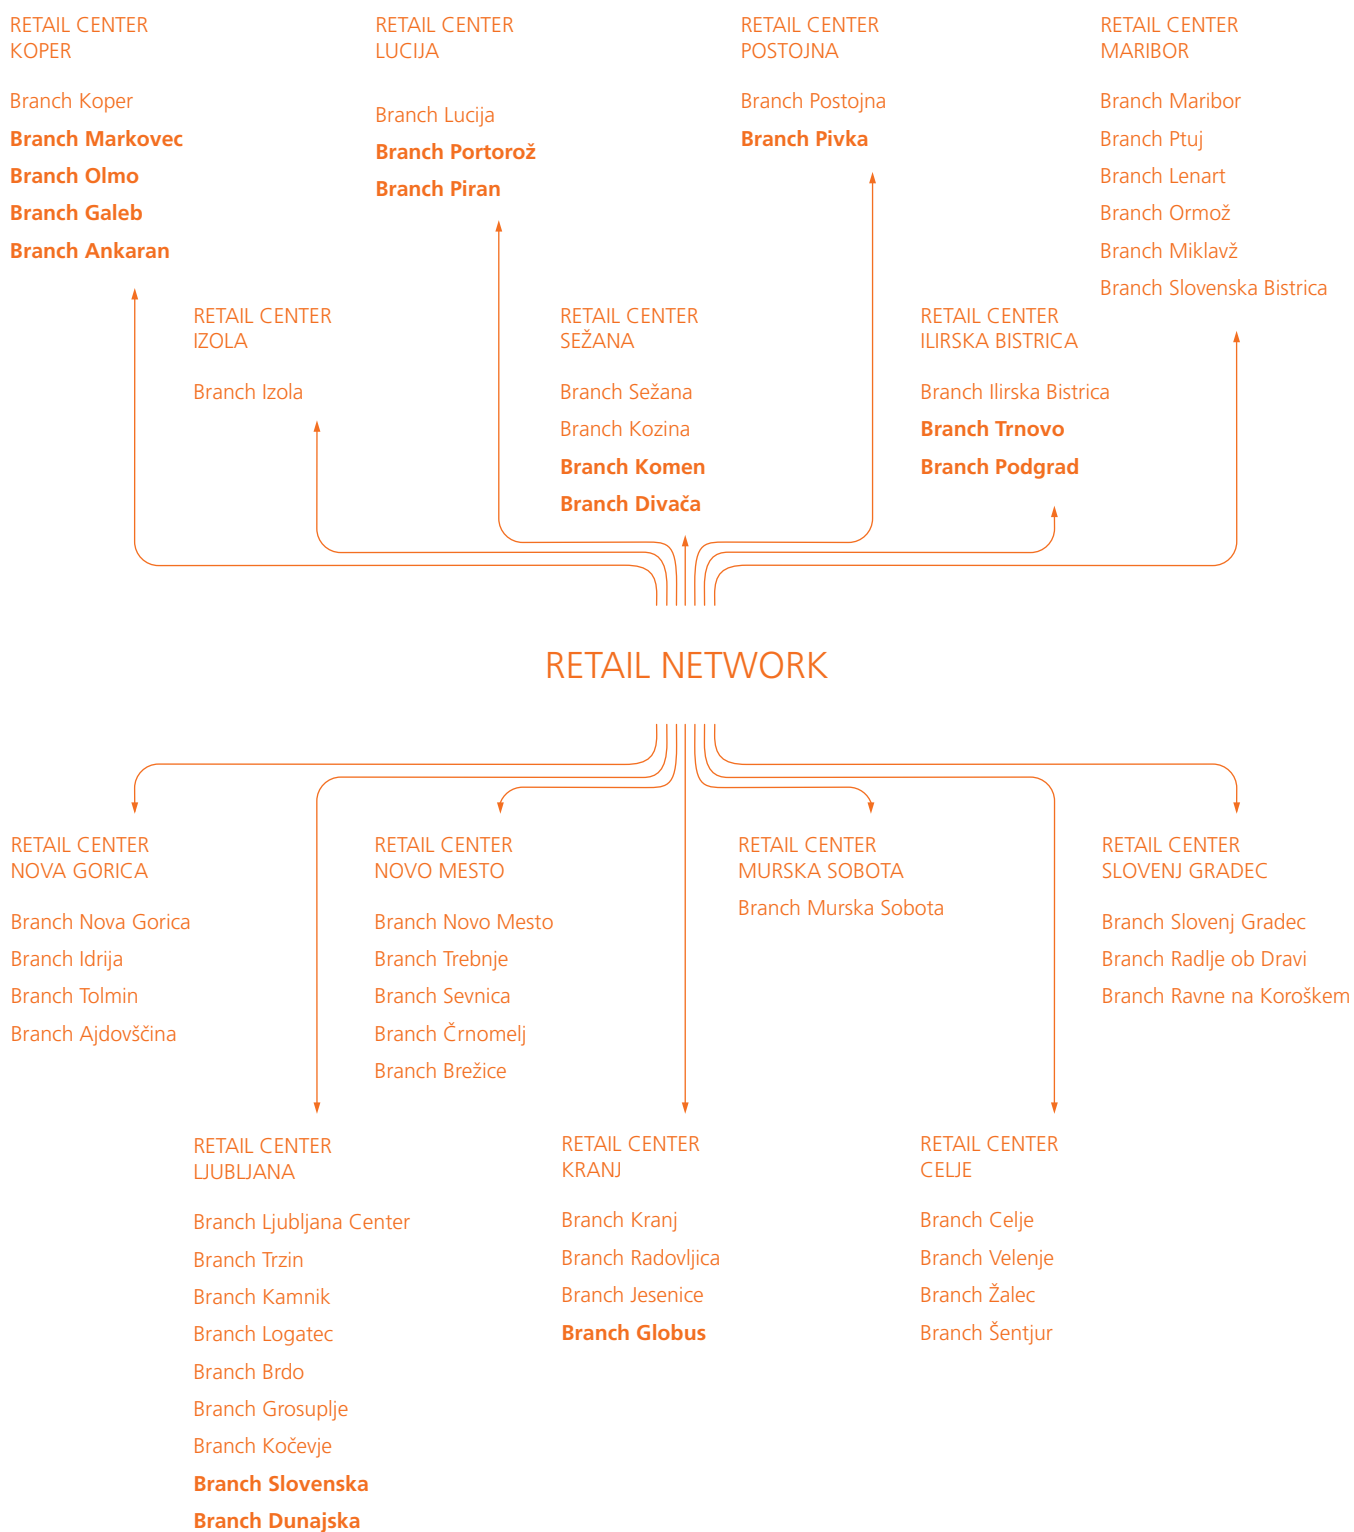 RETAIL CENTER
KOPER
Branch Koper
Branch Markovec
Branch Olmo
Branch Galeb
Branch Ankaran
RETAIL CENTER
LUCIJA
Branch Lucija
Branch Portorož
Branch Piran
RETAIL CENTER
POSTOJNA
Branch Postojna
Branch Pivka
RETAIL CENTER
MARIBOR
Branch Maribor
Branch Ptuj
Branch Lenart
Branch Ormož
Branch Miklavž
Branch Slovenska Bistrica
RETAIL CENTER
IZOLA
Branch Izola
RETAIL CENTER
SEŽANA
Branch Sežana
Branch Kozina
Branch Komen
Branch Divača
RETAIL CENTER
ILIRSKA BISTRICA
Branch Ilirska Bistrica
Branch Trnovo
Branch Podgrad
RETAIL NETWORK
RETAIL CENTER
NOVA GORICA
Branch Nova Gorica
Branch Idrija
Branch Tolmin
Branch Ajdovščina
RETAIL CENTER
NOVO MESTO
Branch Novo Mesto
Branch Trebnje
Branch Sevnica
Branch Črnomelj
Branch Brežice
RETAIL CENTER
MURSKA SOBOTA
Branch Murska Sobota
RETAIL CENTER
SLOVENJ GRADEC
Branch Slovenj Gradec
Branch Radlje ob Dravi
Branch Ravne na Koroškem
RETAIL CENTER
LJUBLJANA
Branch Ljubljana Center
Branch Trzin
Branch Kamnik
Branch Logatec
Branch Brdo
Branch Grosuplje
Branch Kočevje
Branch Slovenska
Branch Dunajska
RETAIL CENTER
KRANJ
Branch Kranj
Branch Radovljica
Branch Jesenice
Branch Globus
RETAIL CENTER
CELJE
Branch Celje
Branch Velenje
Branch Žalec
Branch Šentjur